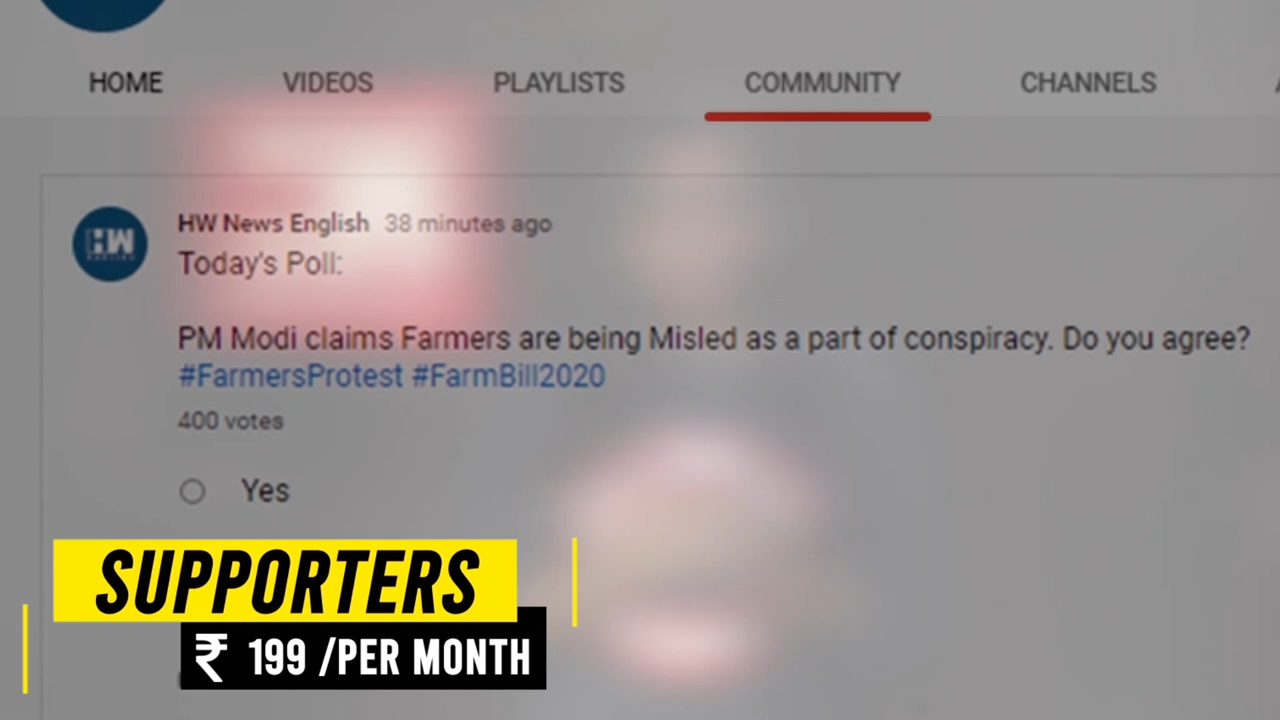 HOME VIDEOS PLAYLISTS COMMUNITY CHANNELS
HW
HW News English 38 minutes ago
Today's Poll:
PM Modi claims Farmers are being Misled as a part of conspiracy. Do you agree?
#FarmersProtest #FarmBill2020
400 votes
Yes
SUPPORTERS
₹ 199 /PER MONTH